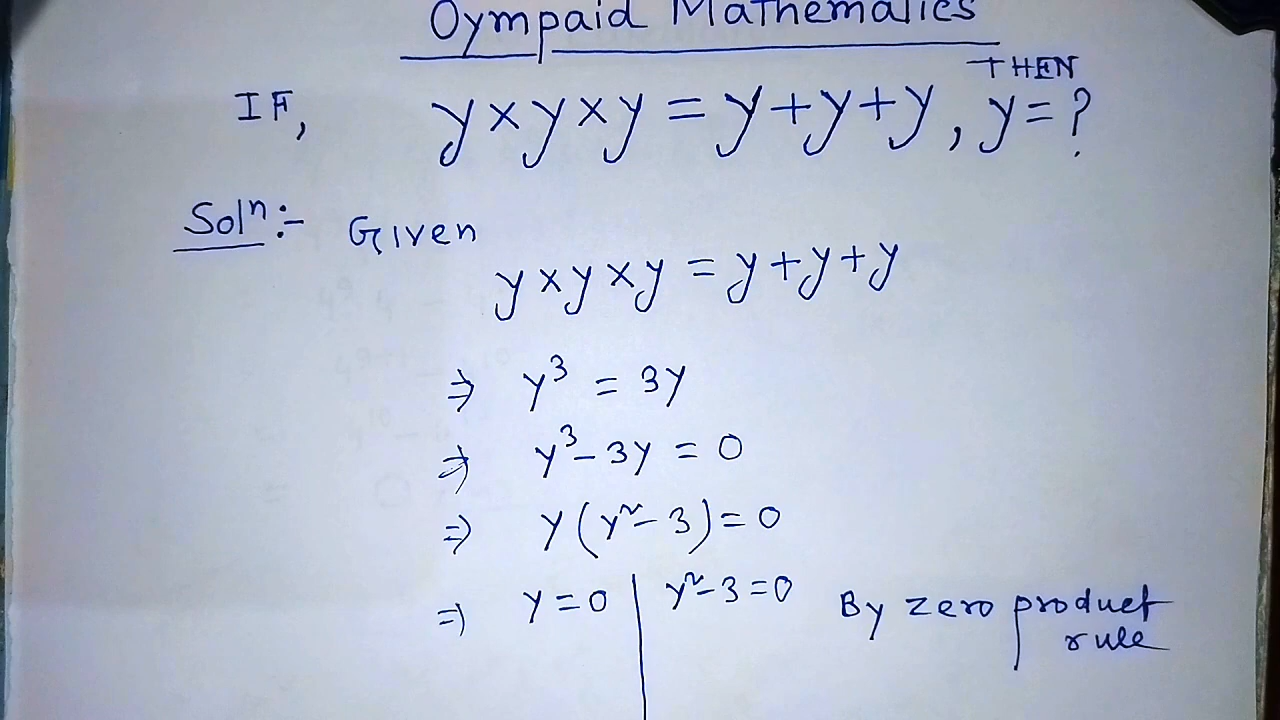 Oympaid Mathematics
IF, y×y×y = y+y+y, THEN y=?
Solⁿ:- Given
y×y×y = y+y+y
⇒ y³ = 3y
⇒ y³-3y = 0
⇒ y(y²-3)=0
⇒ y=0 | y²-3=0 By zero product
rule